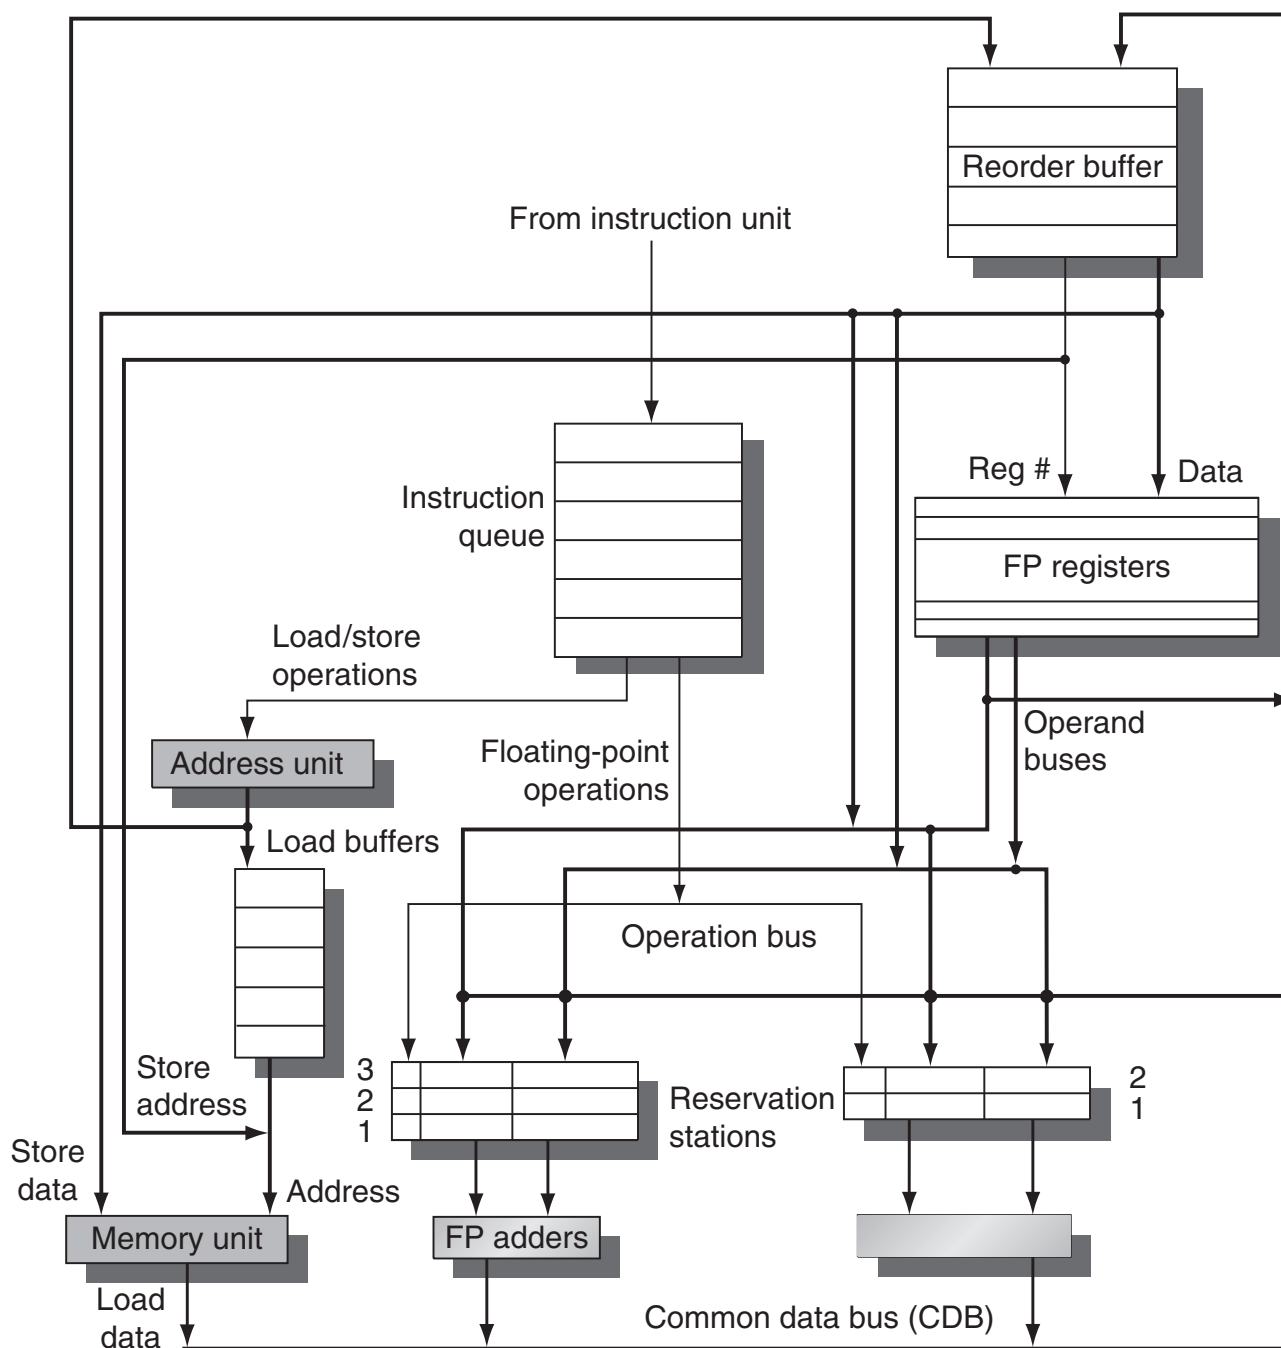 Reorder buffer
From instruction unit
Reg #
Data
Instruction
queue
FP registers
Load/store
operations
Operand
buses
Address unit
Floating-point
operations
Load buffers
Operation bus
Store
address
3
2
1
Reservation
stations
2
1
Store
data
Address
Memory unit
FP adders
Load
data
Common data bus (CDB)